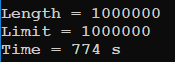 Length = 1000000
Limit = 1000000
Time = 774 s